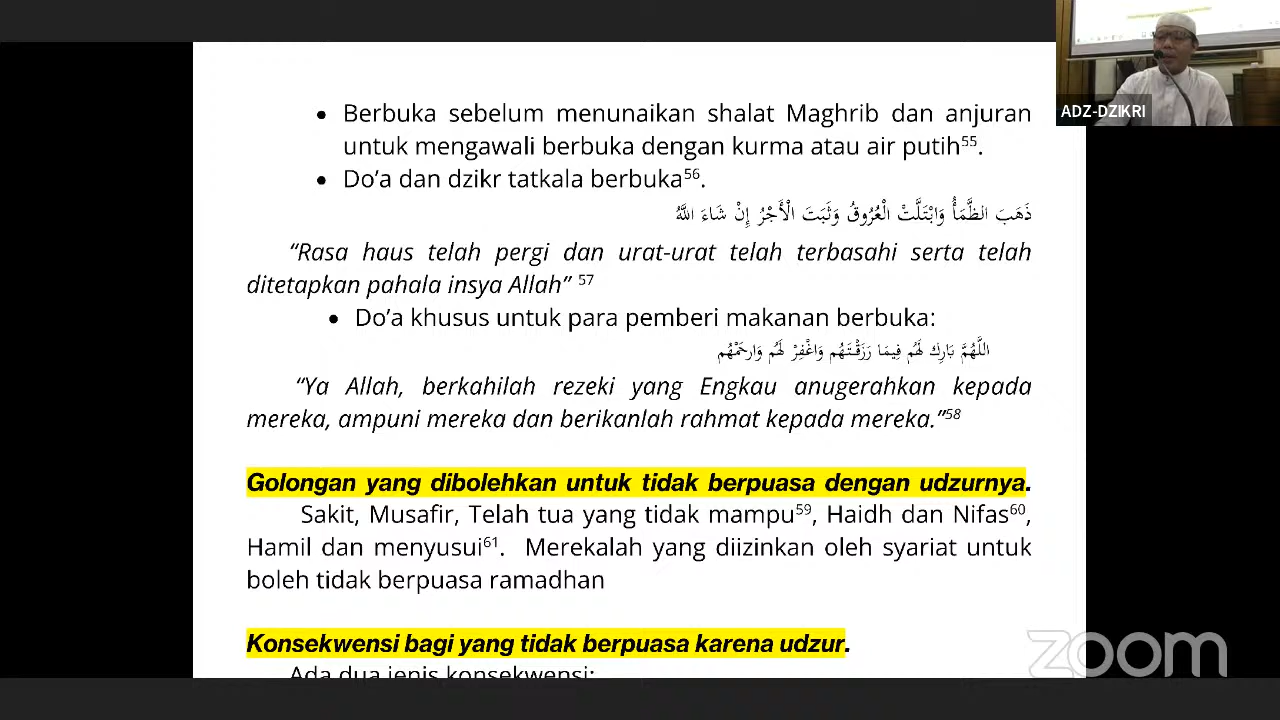 ADZ-DZIKRI
• Berbuka sebelum menunaikan shalat Maghrib dan anjuran
untuk mengawali berbuka dengan kurma atau air putih⁵⁵.
• Do’a dan dzikr tatkala berbuka⁵⁶.
ذَهَبَ الظَّمَأُ وَابْتَلَّتْ الْعُرُوقُ وَثَبَتَ الْأَجْرُ إِنْ شَاءَ اللَّهُ
“Rasa haus telah pergi dan urat-urat telah terbasahi serta telah
ditetapkan pahala insya Allah” ⁵⁷
• Do’a khusus untuk para pemberi makanan berbuka:
اللَّهُمَّ بَارِك لَهُم فِيمَا رَزَقْتَهُم وَاغْفِرْ لَهُم وَارحَمْهُم
“Ya Allah, berkahilah rezeki yang Engkau anugerahkan kepada
mereka, ampuni mereka dan berikanlah rahmat kepada mereka.”⁵⁸
Golongan yang dibolehkan untuk tidak berpuasa dengan udzurnya.
Sakit, Musafir, Telah tua yang tidak mampu⁵⁹, Haidh dan Nifas⁶⁰,
Hamil dan menyusui⁶¹. Merekalah yang diizinkan oleh syariat untuk
boleh tidak berpuasa ramadhan
Konsekwensi bagi yang tidak berpuasa karena udzur.
Ada dua jenis konsekwensi:
zoom